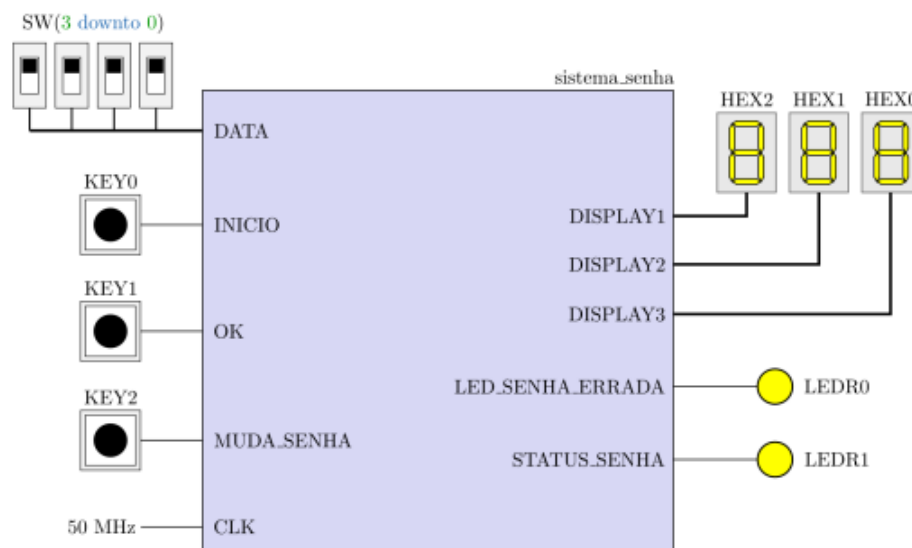 SW(3 downto 0)
sistema_senha
HEX2 HEX1 HEX0
DATA
KEY0
INICIO
DISPLAY1
DISPLAY2
KEY1
DISPLAY3
OK
LED_SENHA_ERRADA LEDR0
KEY2
MUDA_SENHA
STATUS_SENHA LEDR1
50 MHz CLK